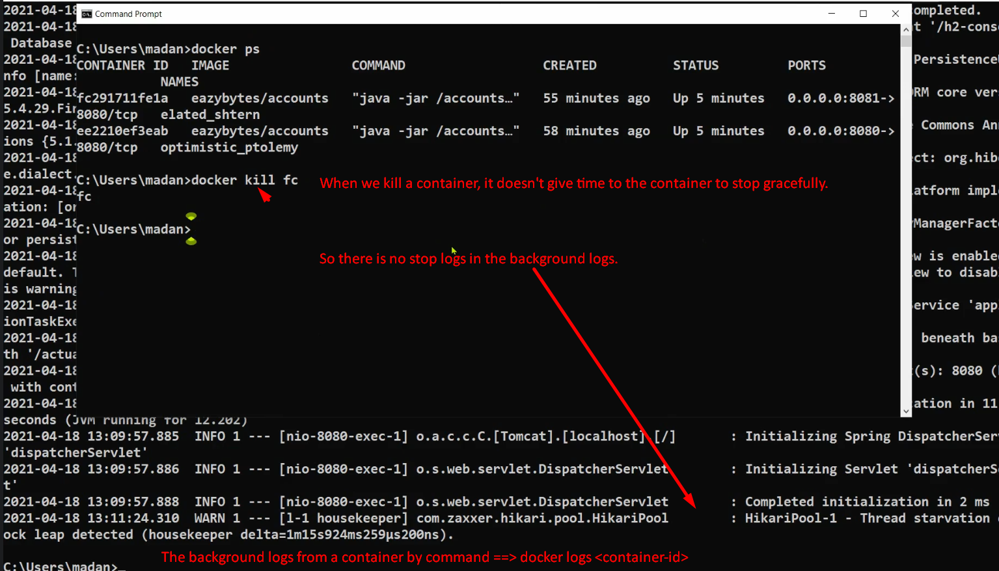 2021-04-18
ompleted.
Command Prompt
2021-04-18
t '/h2-cons
Database
C:\Users\madan>docker ps
2021-04-18
CONTAINER ID IMAGE COMMAND CREATED STATUS PORTS
Persistence
nfo [name:
NAMES
2021-04-18
fc291711fe1a eazybytes/accounts "java -jar /accounts…" 55 minutes ago Up 5 minutes 0.0.0.0:8081->
RM core ver
5.4.29.Fin
8080/tcp elated_shtern
2021-04-18
ee2210ef3eab eazybytes/accounts "java -jar /accounts…" 58 minutes ago Up 5 minutes 0.0.0.0:8080->
Commons Ann
ions {5.1.
8080/tcp optimistic_ptolemy
2021-04-18
ect: org.hib
e.dialect.
C:\Users\madan>docker kill fc
When we kill a container, it doesn't give time to the container to stop gracefully.
2021-04-18
fc
atform impl
ation: [or
2021-04-18
C:\Users\madan>
ManagerFact
or persist
2021-04-18
So there is no stop logs in the background logs.
w is enable
default.
ew to disab
is warning
2021-04-18
ervice 'app
ionTaskExe
2021-04-18
beneath ba
th '/actua
2021-04-18
(s): 8080 (
with cont
2021-04-18
ation in 11
seconds (JVM running for 12.202)
2021-04-18 13:09:57.885 INFO 1 --- [nio-8080-exec-1] o.a.c.c.C.[Tomcat].[localhost].[/] : Initializing Spring DispatcherSer
'dispatcherServlet'
2021-04-18 13:09:57.886 INFO 1 --- [nio-8080-exec-1] o.s.web.servlet.DispatcherServlet : Initializing Servlet 'dispatcherS
t'
2021-04-18 13:09:57.888 INFO 1 --- [nio-8080-exec-1] o.s.web.servlet.DispatcherServlet : Completed initialization in 2 ms
2021-04-18 13:11:24.310 WARN 1 --- [l-1 housekeeper] com.zaxxer.hikari.pool.HikariPool : HikariPool-1 - Thread starvation
ock leap detected (housekeeper delta=1m15s924ms259µs200ns).
The background logs from a container by command ==> docker logs <container-id>
C:\Users\madan>_